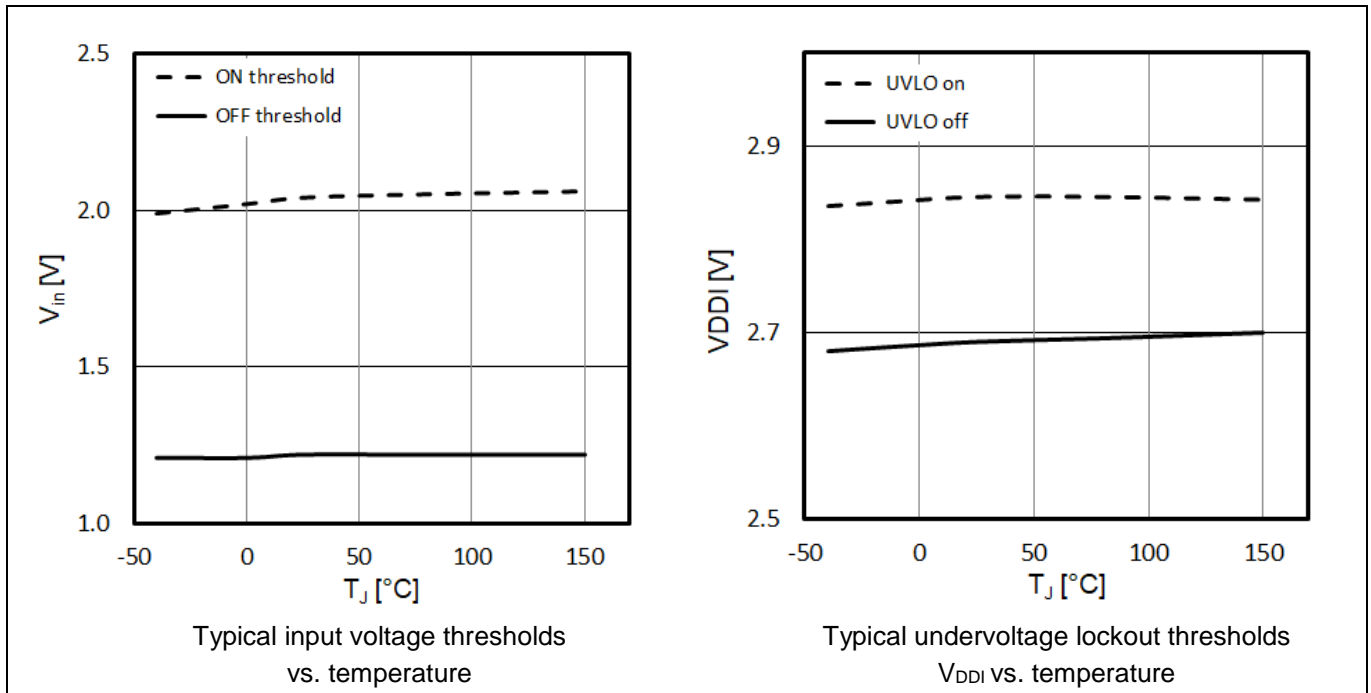 2.5
ON threshold
OFF threshold
2.0
V_in [V]
1.5
1.0
-50 0 50 100 150
T_J [°C]
Typical input voltage thresholds
vs. temperature
UVLO on
UVLO off
2.9
VDDI [V]
2.7
2.5
-50 0 50 100 150
T_J [°C]
Typical undervoltage lockout thresholds
V_DDI vs. temperature